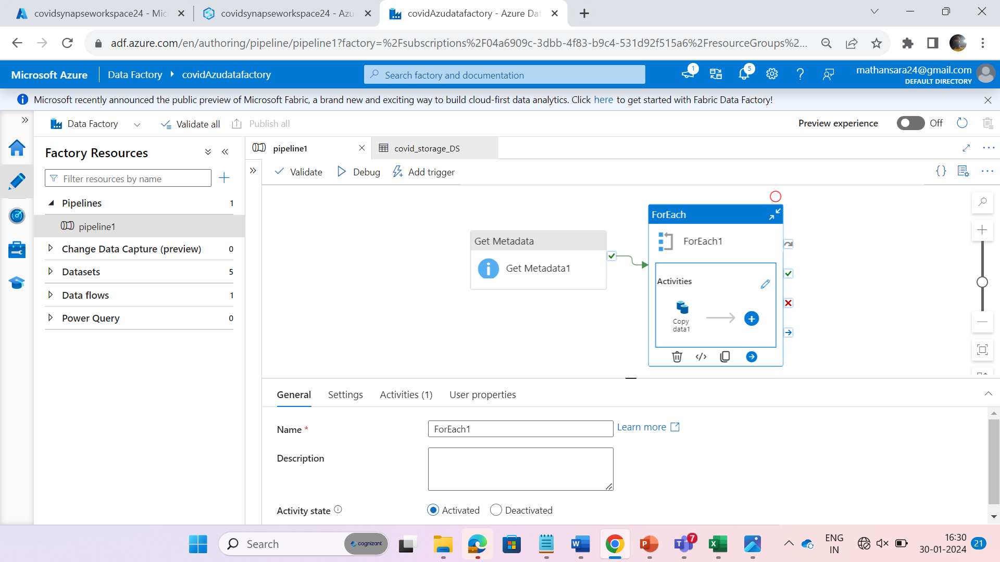 covidsynapseworkspace24 - Mic
covidsynapseworkspace24 - Azu
covidAzudatafactory - Azure Dat
adf.azure.com/en/authoring/pipeline/pipeline1?factory=%2Fsubscriptions%2F04a6909c-3dbb-4f83-b9c4-531d92f515a6%2FresourceGroups%2...
Microsoft Azure
Data Factory
covidAzudatafactory
Search factory and documentation
1
5
mathansara24@gmail.com
DEFAULT DIRECTORY
Microsoft recently announced the public preview of Microsoft Fabric, a brand new and exciting way to build cloud-first data analytics. Click here to get started with Fabric Data Factory!
Data Factory
Validate all
Publish all
Preview experience
Off
Factory Resources
Filter resources by name
Pipelines 1
pipeline1
Change Data Capture (preview) 0
Datasets 5
Data flows 1
Power Query 0
pipeline1
covid_storage_DS
Validate
Debug
Add trigger
Get Metadata
Get Metadata1
ForEach
ForEach1
Activities
Copy
data1
General
Settings
Activities (1)
User properties
Name *
ForEach1
Learn more
Description
Activity state
Activated
Deactivated
Search
cognizant
7
ENG
IN
16:30
30-01-2024
21